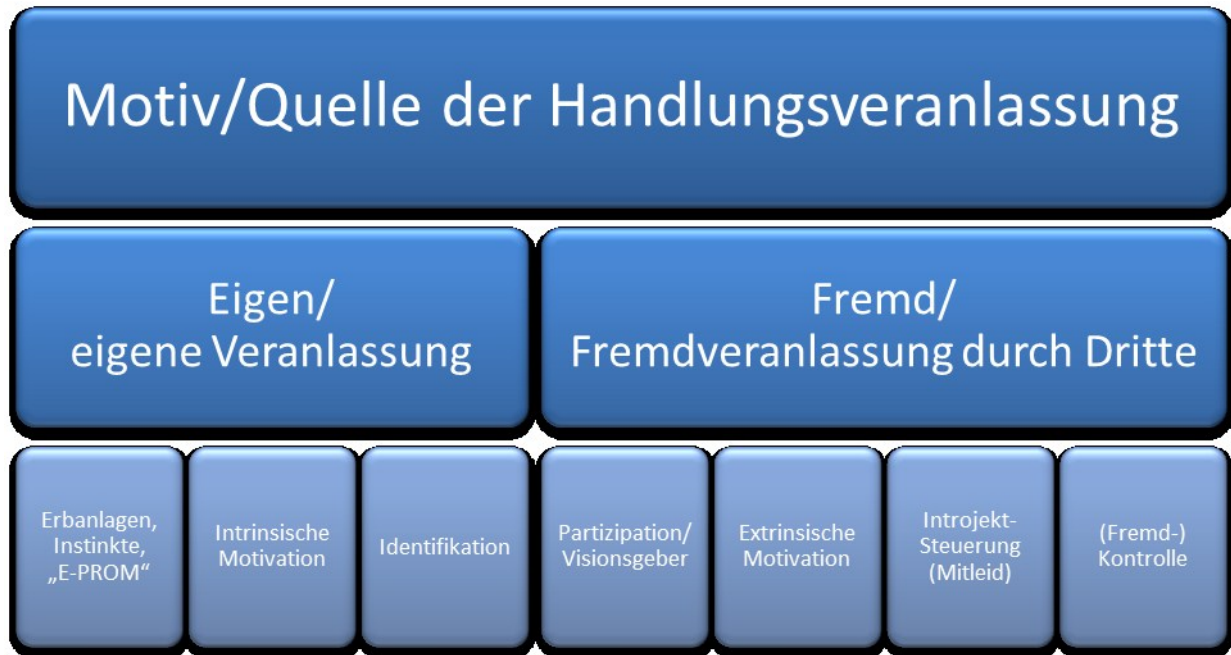 Motiv/Quelle der Handlungsveranlassung
Eigen/
eigene Veranlassung
Fremd/
Fremdveranlassung durch Dritte
Erbanlagen,
Instinkte,
„E-PROM“
Intrinsische
Motivation
Identifikation
Partizipation/
Visionsgeber
Extrinsische
Motivation
Introjekt-
Steuerung
(Mitleid)
(Fremd-)
Kontrolle